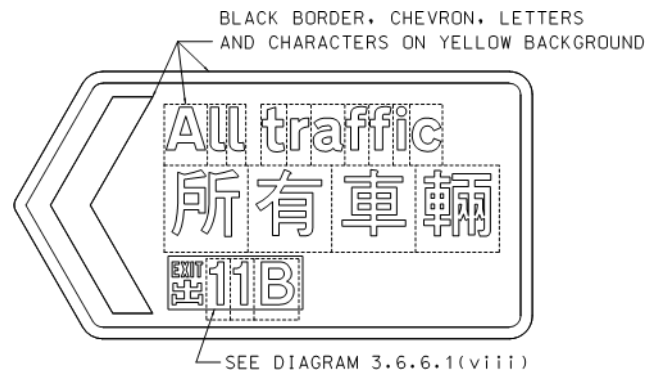 BLACK BORDER, CHEVRON, LETTERS
AND CHARACTERS ON YELLOW BACKGROUND
All traffic
所有車輛
EXIT
出 11B
SEE DIAGRAM 3.6.6.1(viii)